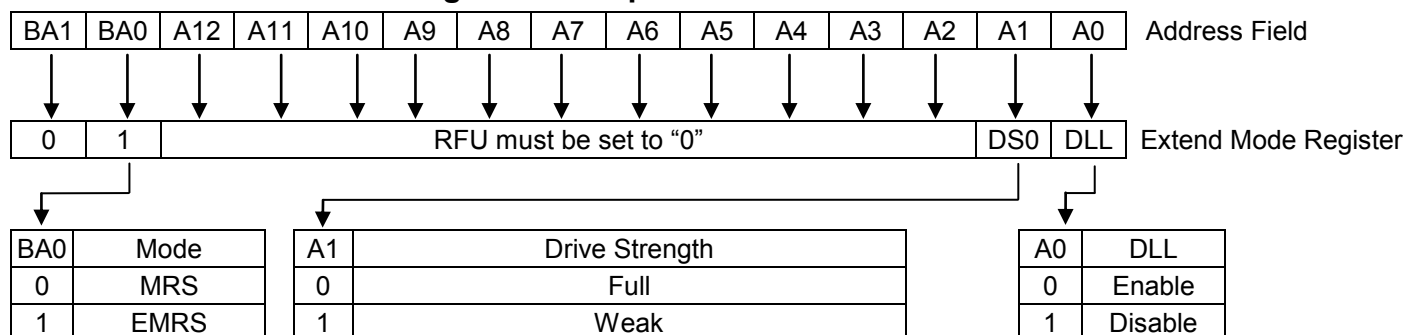 BA1 BA0 A12 A11 A10 A9 A8 A7 A6 A5 A4 A3 A2 A1 A0 Address Field
0 1 RFU must be set to “0” DS0 DLL Extend Mode Register
BA0 Mode A1 Drive Strength A0 DLL
0 MRS 0 Full 0 Enable
1 EMRS 1 Weak 1 Disable